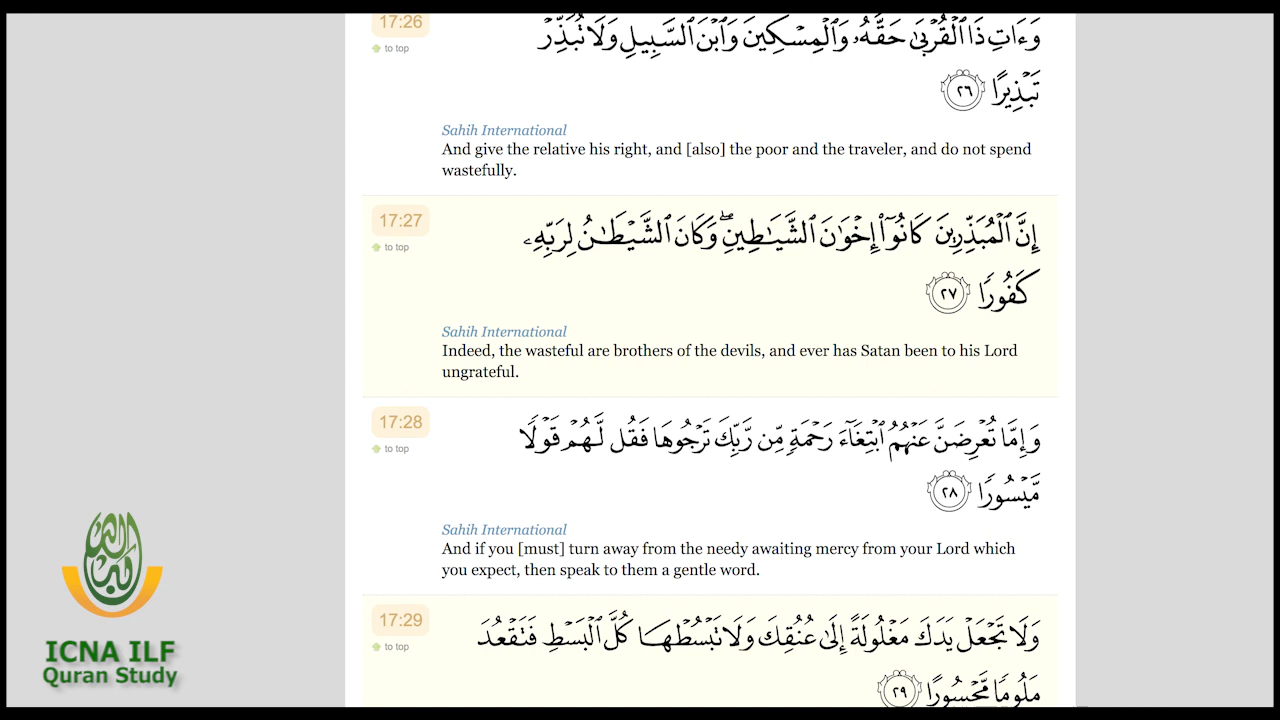 17:26
to top
وَءَاتِ ذَا ٱلْقُرْبَىٰ حَقَّهُۥ وَٱلْمِسْكِينَ وَٱبْنَ ٱلسَّبِيلِ وَلَا تُبَذِّرْ
تَبْذِيرًا ٢٦
Sahih International
And give the relative his right, and [also] the poor and the traveler, and do not spend
wastefully.
17:27
to top
إِنَّ ٱلْمُبَذِّرِينَ كَانُوٓا۟ إِخْوَٰنَ ٱلشَّيَـٰطِينِ ۖ وَكَانَ ٱلشَّيْطَـٰنُ لِرَبِّهِۦ
كَفُورًا ٢٧
Sahih International
Indeed, the wasteful are brothers of the devils, and ever has Satan been to his Lord
ungrateful.
17:28
to top
وَإِمَّا تُعْرِضَنَّ عَنْهُمُ ٱبْتِغَآءَ رَحْمَةٍ مِّن رَّبِّكَ تَرْجُوهَا فَقُل لَّهُمْ قَوْلًا
مَّيْسُورًا ٢٨
Sahih International
And if you [must] turn away from the needy awaiting mercy from your Lord which
you expect, then speak to them a gentle word.
17:29
to top
وَلَا تَجْعَلْ يَدَكَ مَغْلُولَةً إِلَىٰ عُنُقِكَ وَلَا تَبْسُطْهَا كُلَّ ٱلْبَسْطِ فَتَقْعُدَ
مَلُومًا مَّحْسُورًا ٢٩
ICNA ILF
Quran Study